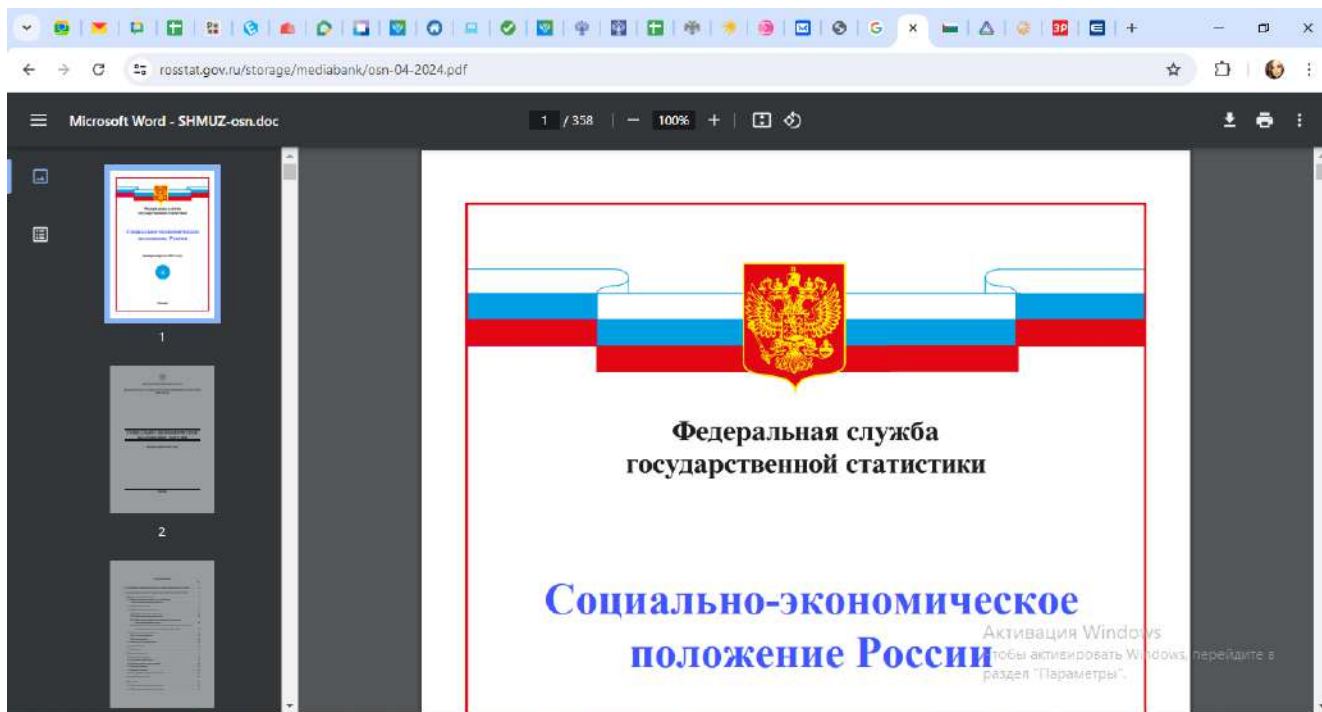 rosstat.gov.ru/storage/mediabank/osn-04-2024.pdf
Microsoft Word - SHMUZ-osn.doc
1 / 358
100%
1
2
Федеральная служба
государственной статистики
Социально-экономическое
положение России
Активация Windows
Чтобы активировать Windows, перейдите в
раздел "Параметры".